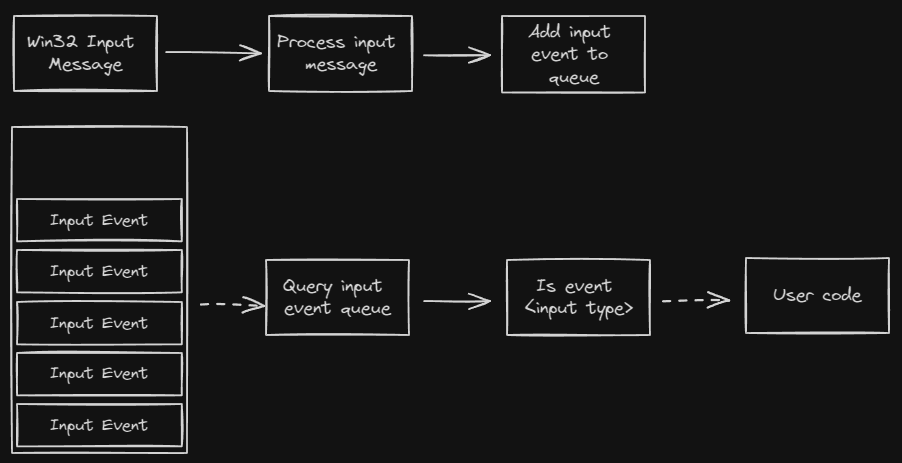 Win32 Input
Message
Process input
message
Add input
event to
queue
Input Event
Input Event
Input Event
Input Event
Input Event
Query input
event queue
Is event
<input type>
User code